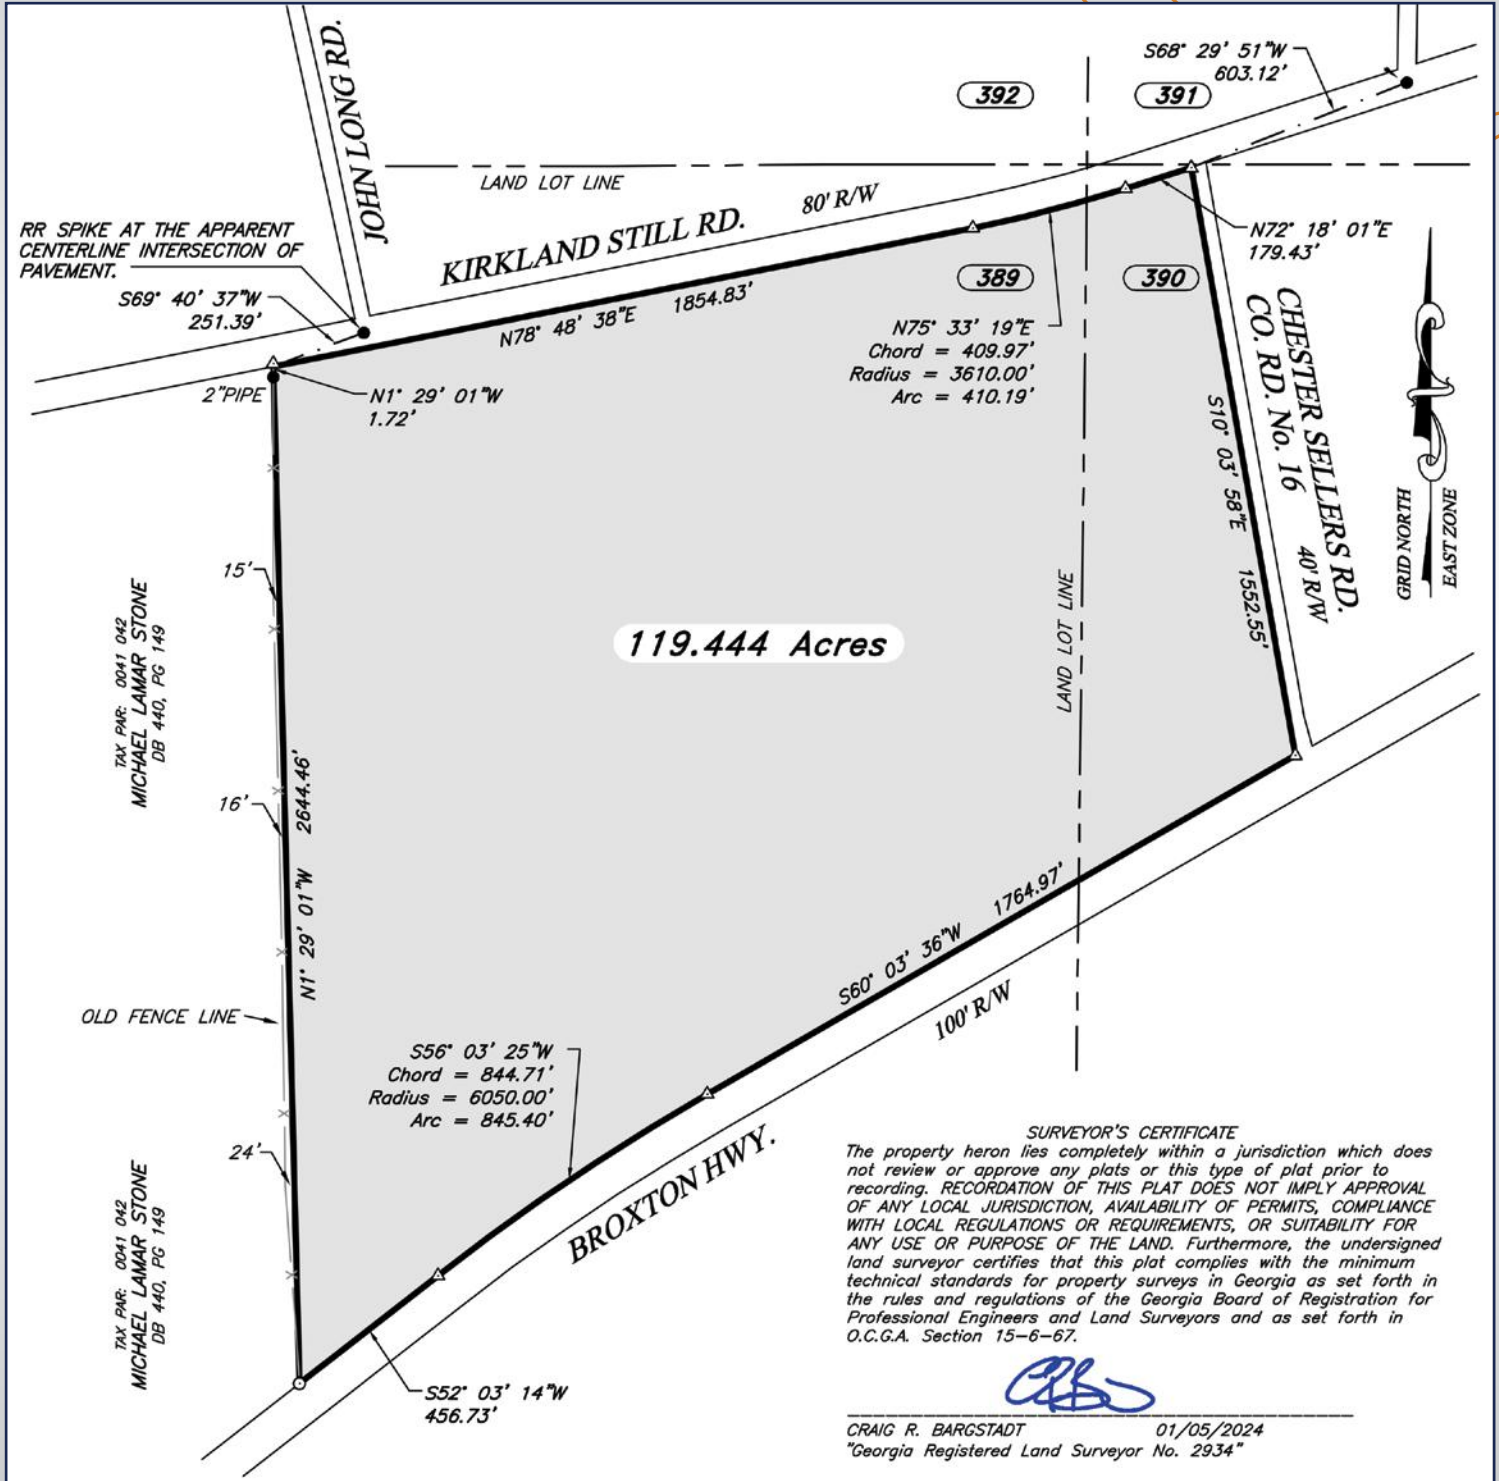 JOHN LONG RD.
S68° 29' 51"W
603.12'
392
391
LAND LOT LINE
80' R/W
KIRKLAND STILL RD.
RR SPIKE AT THE APPARENT
CENTERLINE INTERSECTION OF
PAVEMENT.
S69° 40' 37"W
251.39'
N72° 18' 01"E
179.43'
389
390
N78° 48' 38"E 1854.83'
N75° 33' 19"E
Chord = 409.97'
Radius = 3610.00'
Arc = 410.19'
2"PIPE
N1° 29' 01"W
1.72'
CHESTER SELLERS RD.
CO. RD. No. 16 40' R/W
S10° 03' 58"E 1552.55'
GRID NORTH
EAST ZONE
15'
TAX PAR: 0041 042
MICHAEL LAMAR STONE
DB 440, PG 149
119.444 Acres
LAND LOT LINE
16'
N1° 29' 01"W 2644.46'
S60° 03' 36"W 1764.97'
100' R/W
OLD FENCE LINE
S56° 03' 25"W
Chord = 844.71'
Radius = 6050.00'
Arc = 845.40'
24'
TAX PAR: 0041 042
MICHAEL LAMAR STONE
DB 440, PG 149
BROXTON HWY.
S52° 03' 14"W
456.73'
SURVEYOR'S CERTIFICATE
The property heron lies completely within a jurisdiction which does
not review or approve any plats or this type of plat prior to
recording. RECORDATION OF THIS PLAT DOES NOT IMPLY APPROVAL
OF ANY LOCAL JURISDICTION, AVAILABILITY OF PERMITS, COMPLIANCE
WITH LOCAL REGULATIONS OR REQUIREMENTS, OR SUITABILITY FOR
ANY USE OR PURPOSE OF THE LAND. Furthermore, the undersigned
land surveyor certifies that this plat complies with the minimum
technical standards for property surveys in Georgia as set forth in
the rules and regulations of the Georgia Board of Registration for
Professional Engineers and Land Surveyors and as set forth in
O.C.G.A. Section 15-6-67.
CRAIG R. BARGSTADT 01/05/2024
"Georgia Registered Land Surveyor No. 2934"